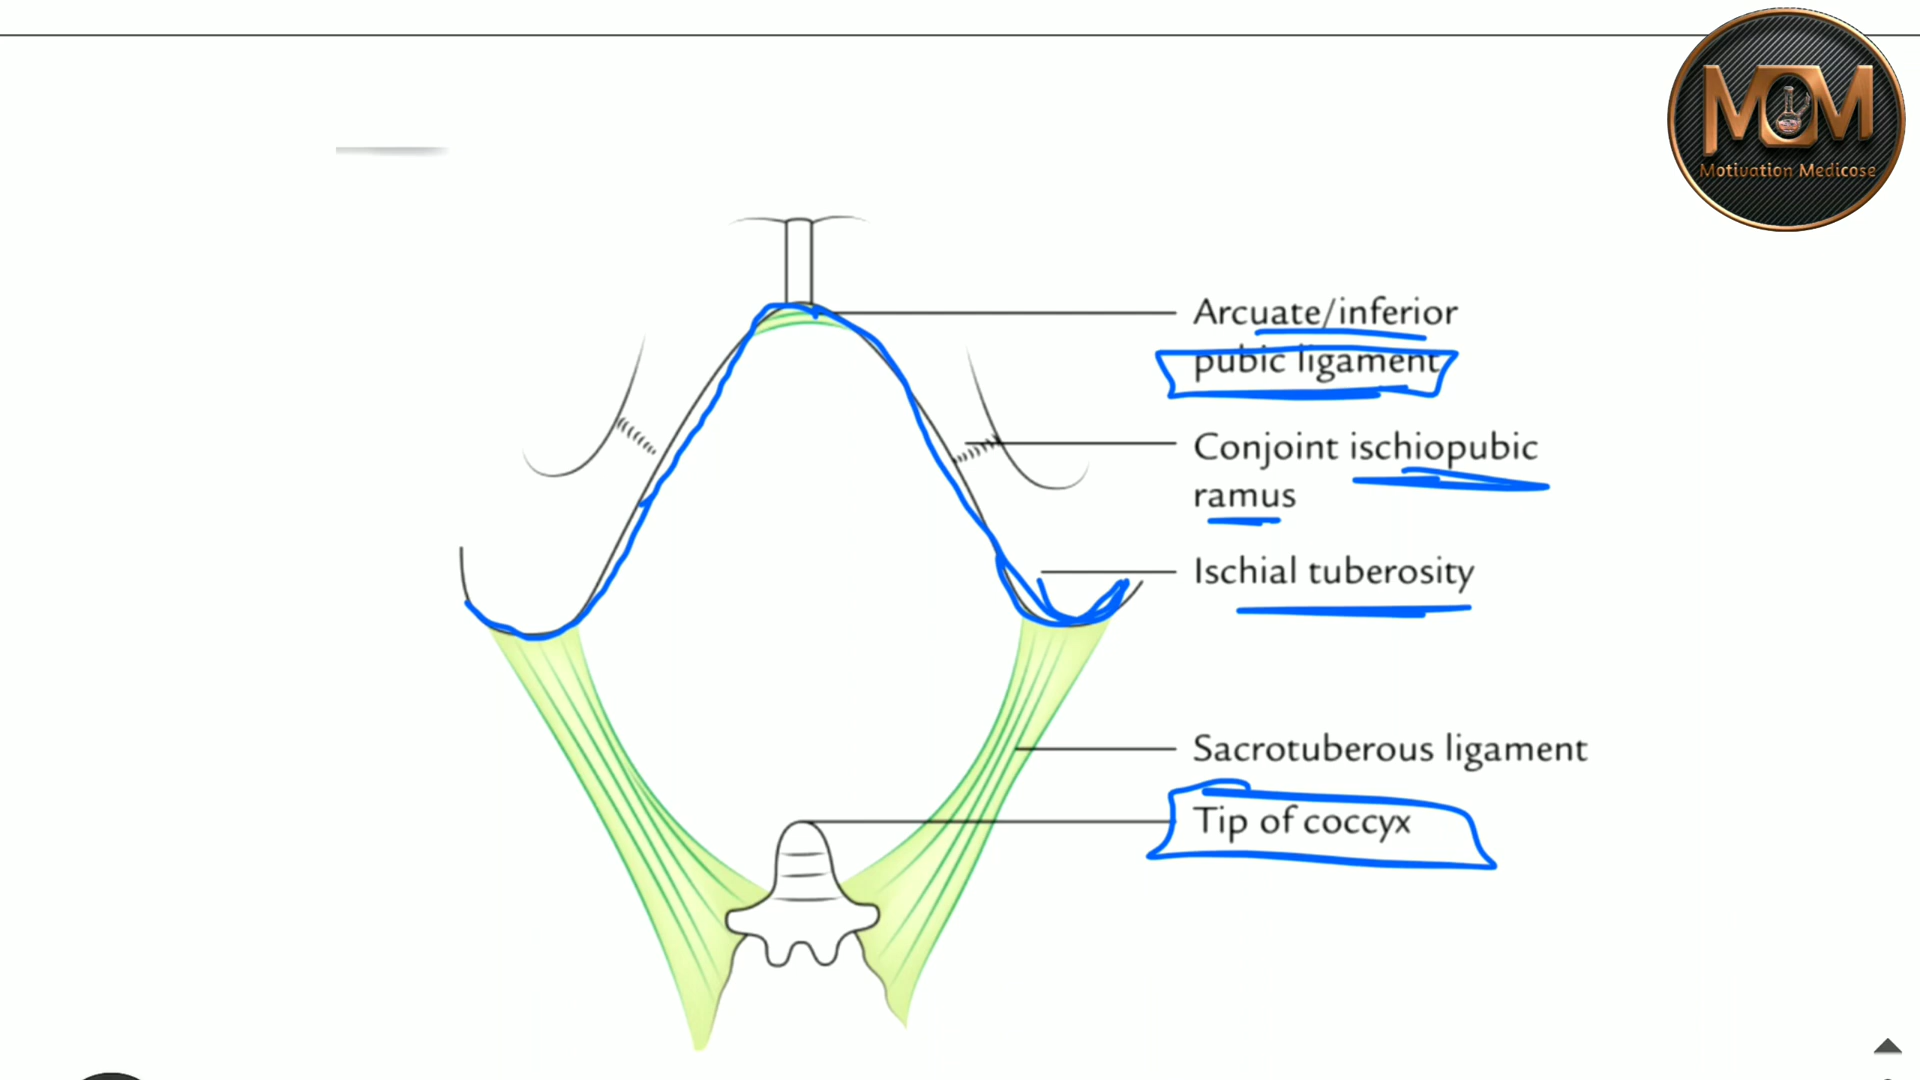 MOM
Motivation Medicose
Arcuate/inferior
pubic ligament
Conjoint ischiopubic
ramus
Ischial tuberosity
Sacrotuberous ligament
Tip of coccyx